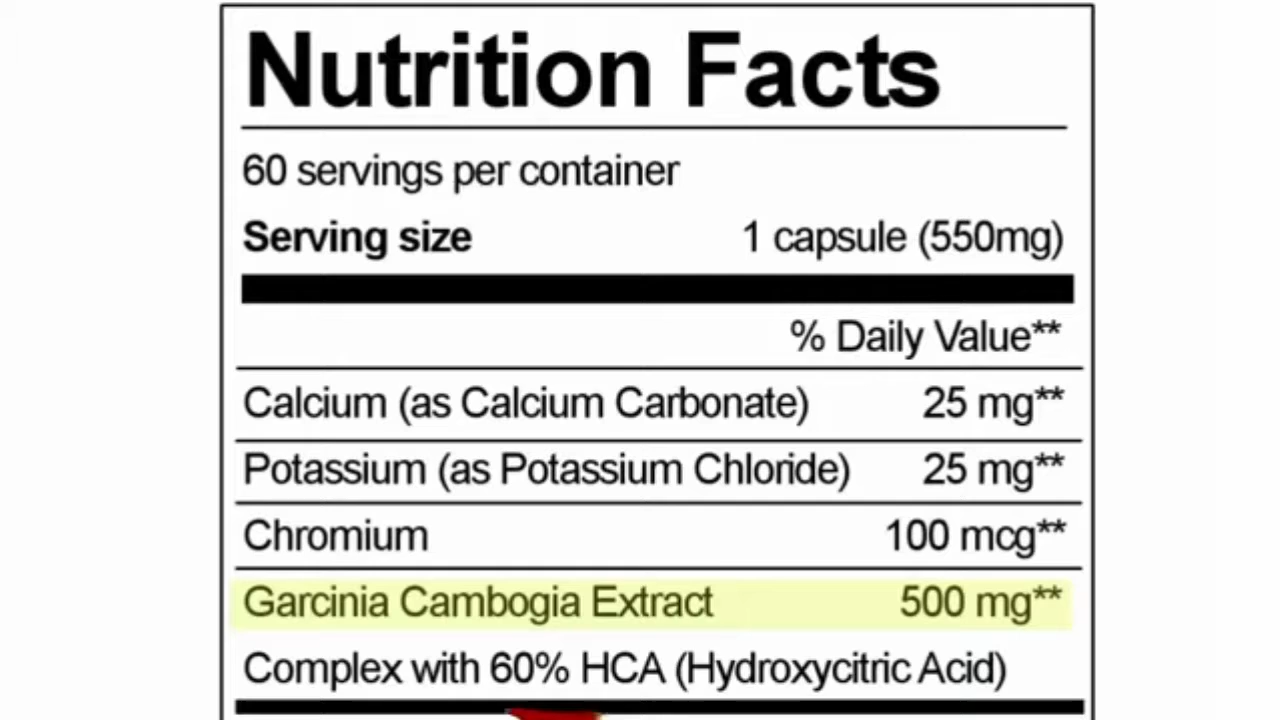 Nutrition Facts
60 servings per container
Serving size 1 capsule (550mg)
% Daily Value**
Calcium (as Calcium Carbonate) 25 mg**
Potassium (as Potassium Chloride) 25 mg**
Chromium 100 mcg**
Garcinia Cambogia Extract 500 mg**
Complex with 60% HCA (Hydroxycitric Acid)